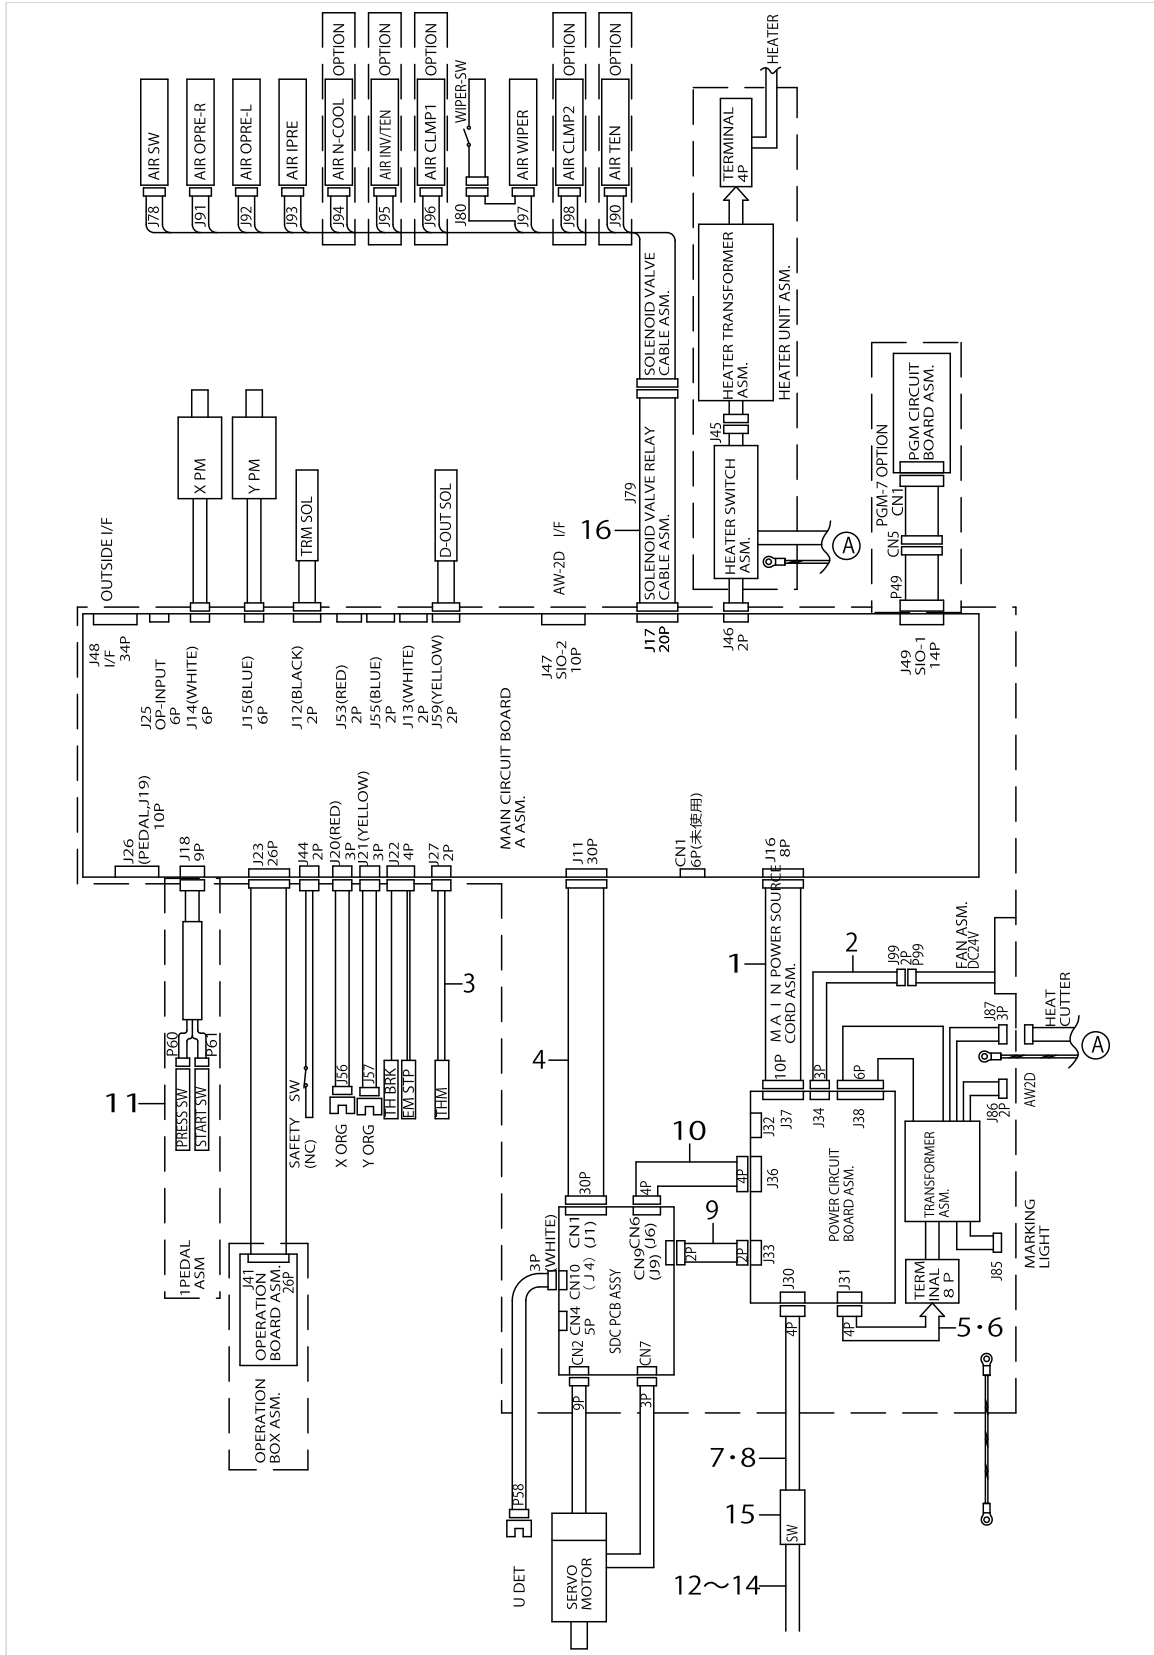 AIR SW
AIR OPRE-R
AIR OPRE-L
AIR IPRE
AIR N-COOL
OPTION
AIR INV/TEN
OPTION
AIR CLMP1
OPTION
WIPER-SW
AIR WIPER
AIR CLMP2
OPTION
AIR TEN
OPTION
J78
J91
J92
J93
J94
J95
J96
J80
J97
J98
J90
HEATER
TERMINAL
4P
HEATER TRANSFORMER
ASM.
HEATER UNIT ASM.
J45
HEATER SWITCH
ASM.
A
SOLENOID VALVE
CABLE ASM.
J79
SOLENOID VALVE RELAY
CABLE ASM.
16
PGM-7 OPTION
PGM CIRCUIT
BOARD ASM.
CN1
CN5
P49
OUTSIDE I/F
X PM
Y PM
TRM SOL
D-OUT SOL
AW-2D I/F
J48
I/F
34P
J25
OP-INPUT
6P
J14(WHITE)
6P
J15(BLUE)
6P
J12(BLACK)
2P
J53(RED)
2P
J55(BLUE)
2P
J13(WHITE)
2P
J59(YELLOW)
2P
J47
SIO-2
10P
J17
20P
J46
2P
J49
SIO-1
14P
MAIN CIRCUIT BOARD
A ASM.
J26
(PEDAL,J19)
10P
J18
9P
J23
26P
J44
2P
J20(RED)
3P
J21(YELLOW)
3P
J22
4P
J27
2P
J11
30P
CN1
6P(未使用)
J16
8P
P60
P61
PRESS SW
START SW
11
1PEDAL
ASM
SAFETY SW
(NC)
J56
X ORG
J57
Y ORG
TH BRK
EM STP
THM
3
J41
26P
OPERATION
BOARD ASM.
OPERATION
BOX ASM.
4
30P
MAIN POWER SOURCE
CORD ASM.
1
10P
2
J99
2P
P99
FAN ASM.
DC24V
J87
3P
HEAT
CUTTER
A
3P
6P
J32
J37
J34
J38
J86
2P
AW2D
10
4P
J36
9
2P
2P
J33
4P
CN1
(J1)
CN6
(J6)
CN9
(J9)
CN10
(J4)
3P
(WHITE)
CN4
5P
CN2
SDC PCB ASSY
CN7
POWER CIRCUIT
BOARD ASM.
TRANSFORMER
ASM.
J30
J31
TERM
INAL
8 P
J85
MARKING
LIGHT
4P
4P
5・6
9P
3P
7・8
P58
U DET
SERVO
MOTOR
15
SW
12〜14